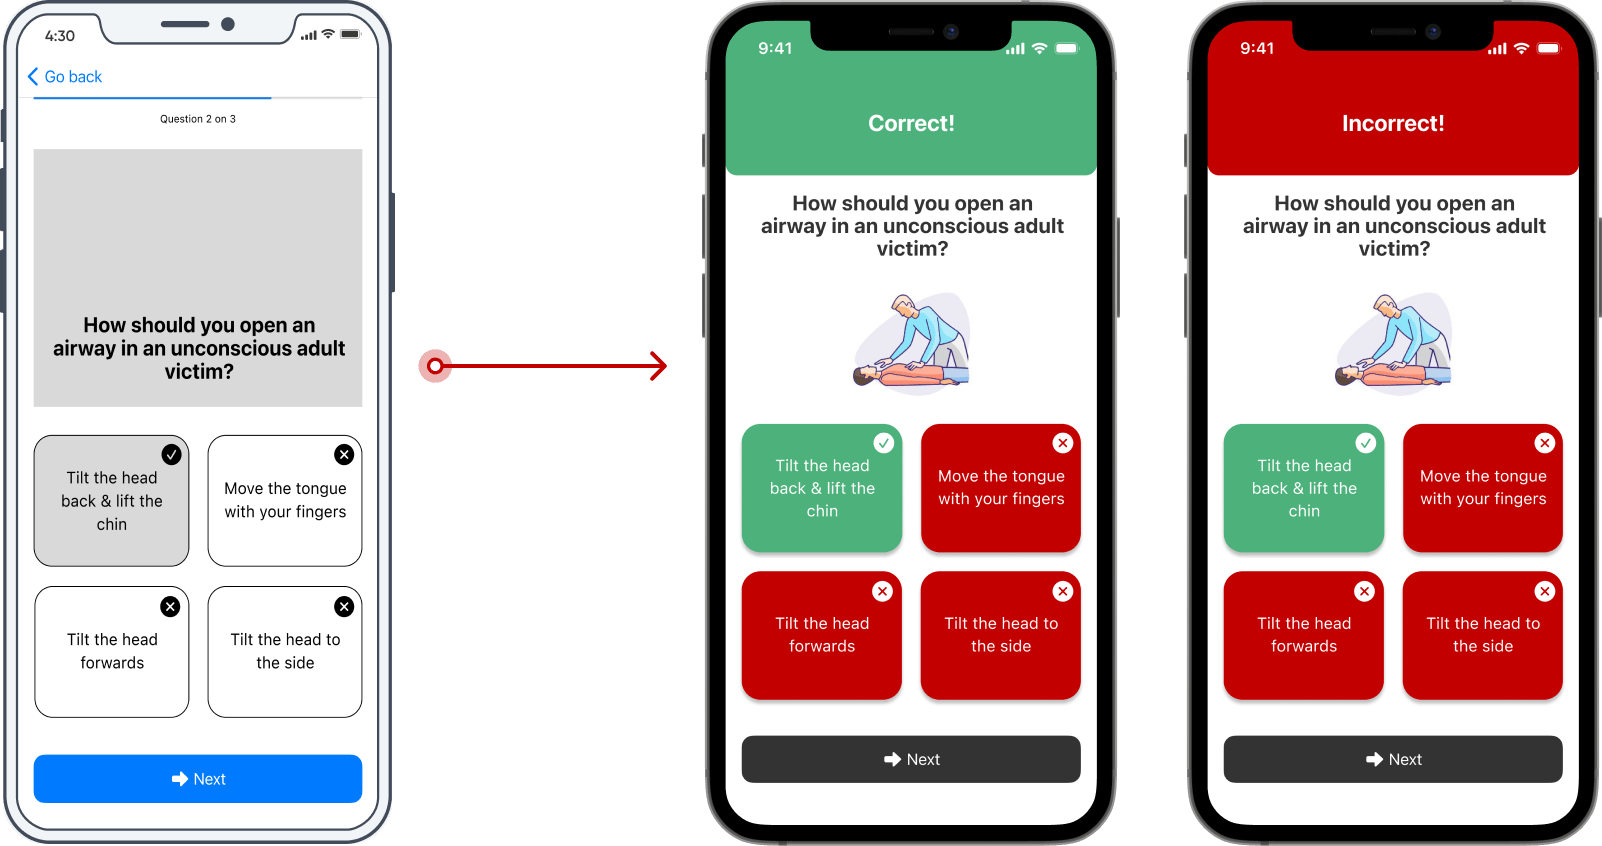 4:30
Go back
Question 2 on 3
How should you open an
airway in an unconscious adult
victim?
Tilt the head
back & lift the
chin
Move the tongue
with your fingers
Tilt the head
forwards
Tilt the head to
the side
Next
9:41
Correct!
How should you open an
airway in an unconscious adult
victim?
Tilt the head
back & lift the
chin
Move the tongue
with your fingers
Tilt the head
forwards
Tilt the head to
the side
Next
9:41
Incorrect!
How should you open an
airway in an unconscious adult
victim?
Tilt the head
back & lift the
chin
Move the tongue
with your fingers
Tilt the head
forwards
Tilt the head to
the side
Next